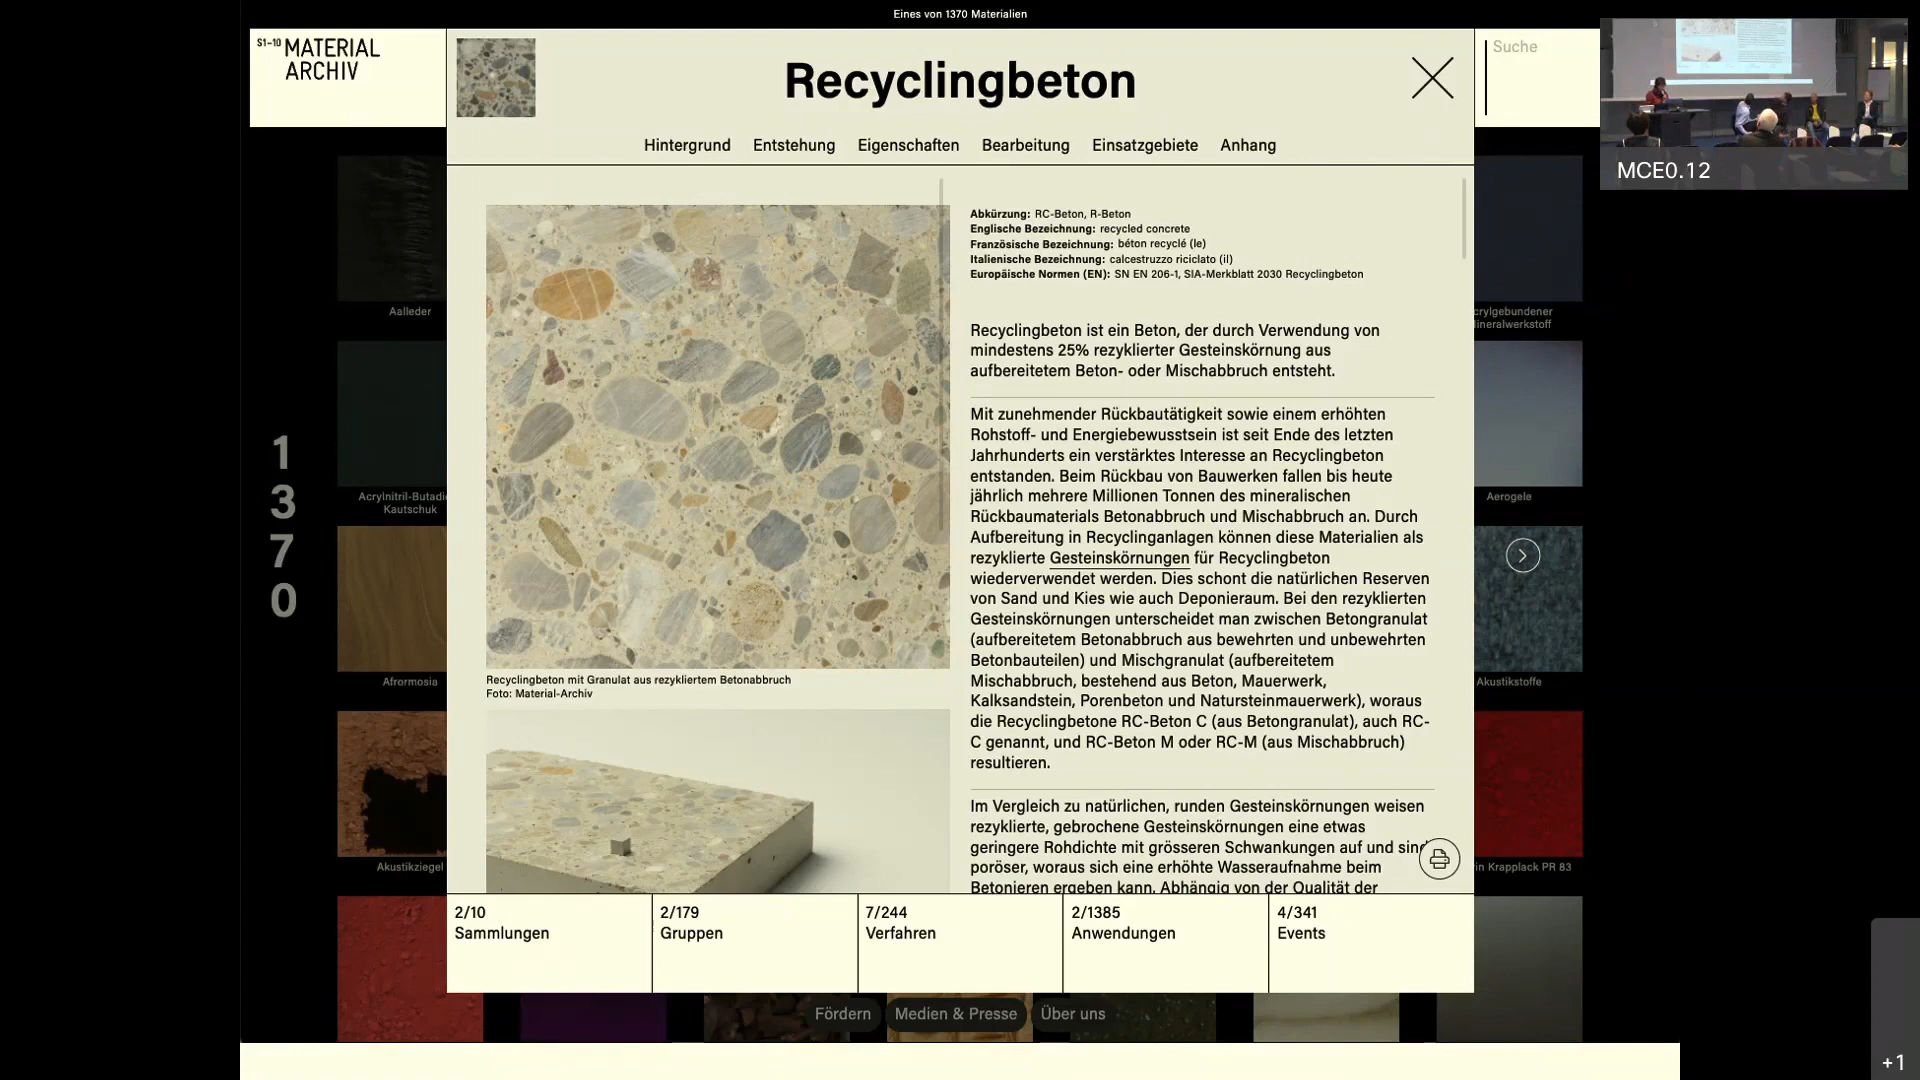 Eines von 1370 Materialien
S1–10 MATERIAL
ARCHIV
Recyclingbeton
Suche
Hintergrund Entstehung Eigenschaften Bearbeitung Einsatzgebiete Anhang
MCE0.12
Abkürzung: RC-Beton, R-Beton
Englische Bezeichnung: recycled concrete
Französische Bezeichnung: béton recyclé (le)
Italienische Bezeichnung: calcestruzzo riciclato (il)
Europäische Normen (EN): SN EN 206-1, SIA-Merkblatt 2030 Recyclingbeton
Recyclingbeton ist ein Beton, der durch Verwendung von
mindestens 25% rezyklierter Gesteinskörnung aus
aufbereitetem Beton- oder Mischabbruch entsteht.
Mit zunehmender Rückbautätigkeit sowie einem erhöhten
Rohstoff- und Energiebewusstsein ist seit Ende des letzten
Jahrhunderts ein verstärktes Interesse an Recyclingbeton
entstanden. Beim Rückbau von Bauwerken fallen bis heute
jährlich mehrere Millionen Tonnen des mineralischen
Rückbaumaterials Betonabbruch und Mischabbruch an. Durch
Aufbereitung in Recyclinganlagen können diese Materialien als
rezyklierte Gesteinskörnungen für Recyclingbeton
wiederverwendet werden. Dies schont die natürlichen Reserven
von Sand und Kies wie auch Deponieraum. Bei den rezyklierten
Gesteinskörnungen unterscheidet man zwischen Betongranulat
(aufbereitetem Betonabbruch aus bewehrten und unbewehrten
Betonbauteilen) und Mischgranulat (aufbereitetem
Mischabbruch, bestehend aus Beton, Mauerwerk,
Kalksandstein, Porenbeton und Natursteinmauerwerk), woraus
die Recyclingbetone RC-Beton C (aus Betongranulat), auch RC-
C genannt, und RC-Beton M oder RC-M (aus Mischabbruch)
resultieren.
Im Vergleich zu natürlichen, runden Gesteinskörnungen weisen
rezyklierte, gebrochene Gesteinskörnungen eine etwas
geringere Rohdichte mit grösseren Schwankungen auf und sind
poröser, woraus sich eine erhöhte Wasseraufnahme beim
Betonieren ergeben kann. Abhängig von der Qualität der
Recyclingbeton mit Granulat aus rezykliertem Betonabbruch
Foto: Material-Archiv
1
3
7
0
Aalleder
Acrylnitril-Butadi
Kautschuk
Afrormosia
Akustikziegel
crylgebundener
ineralwerkstoff
Aerogele
Akustikstoffe
in Krapplack PR 83
2/10
Sammlungen
2/179
Gruppen
7/244
Verfahren
2/1385
Anwendungen
4/341
Events
Fördern Medien & Presse Über uns
+1